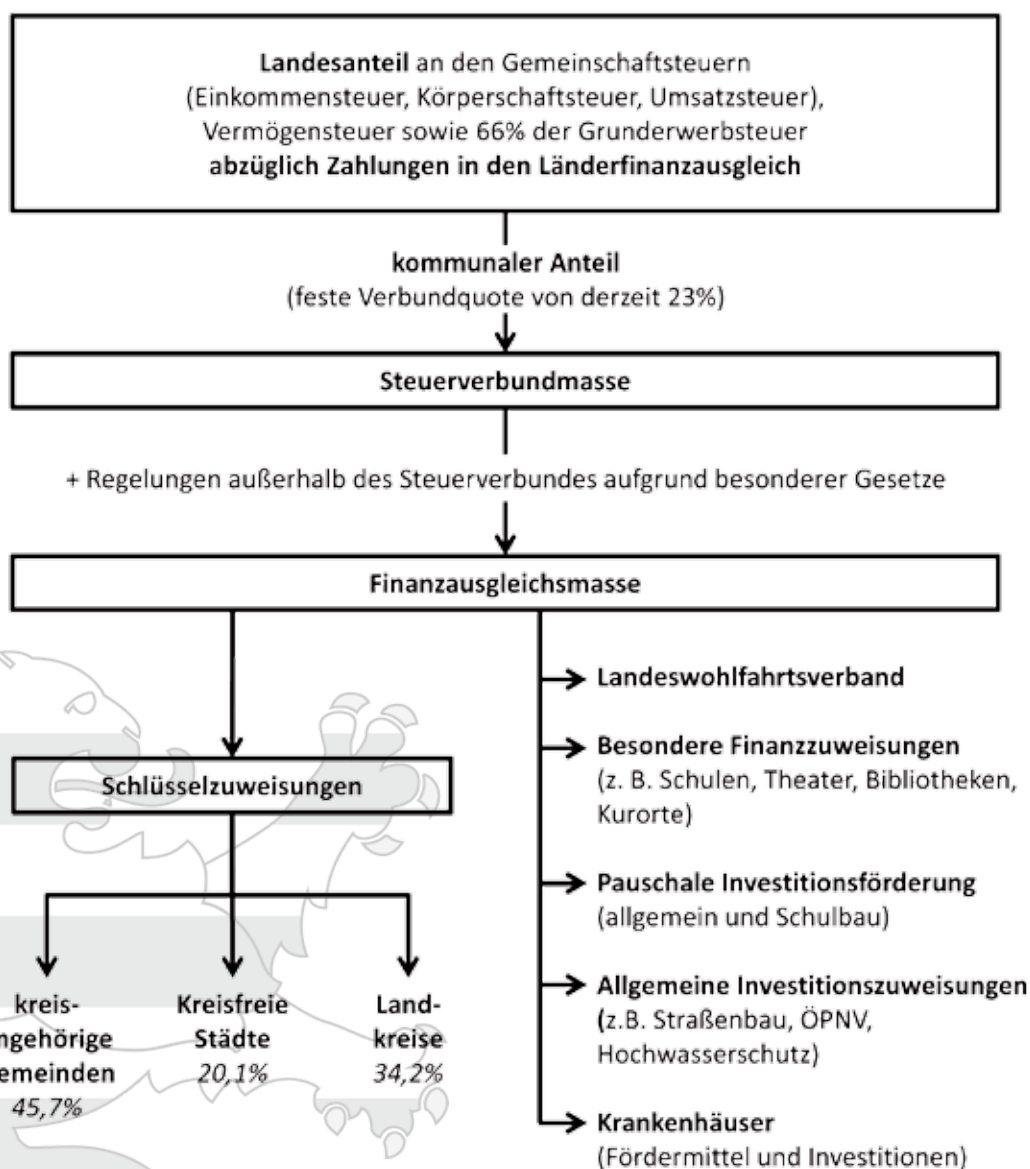 Landesanteil an den Gemeinschaftsteuern
(Einkommensteuer, Körperschaftsteuer, Umsatzsteuer),
Vermögensteuer sowie 66% der Grunderwerbsteuer
abzüglich Zahlungen in den Länderfinanzausgleich
kommunaler Anteil
(feste Verbundquote von derzeit 23%)
Steuerverbundmasse
+ Regelungen außerhalb des Steuerverbundes aufgrund besonderer Gesetze
Finanzausgleichsmasse
Schlüsselzuweisungen
kreis-
ngehörige
emeinden
45,7%
Kreisfreie
Städte
20,1%
Land-
kreise
34,2%
Landeswohlfahrtsverband
Besondere Finanzzuweisungen
(z. B. Schulen, Theater, Bibliotheken,
Kurorte)
Pauschale Investitionsförderung
(allgemein und Schulbau)
Allgemeine Investitionszuweisungen
(z.B. Straßenbau, ÖPNV,
Hochwasserschutz)
Krankenhäuser
(Fördermittel und Investitionen)